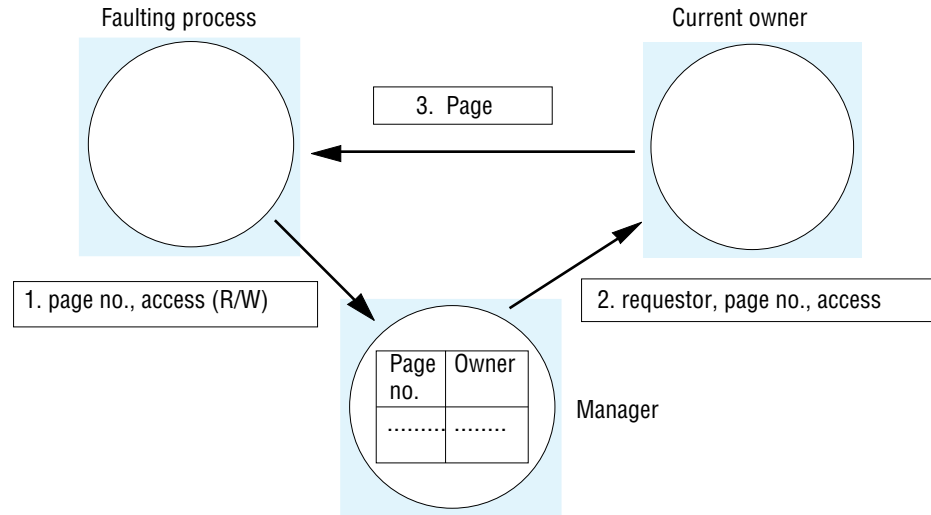 Faulting process
Current owner
3. Page
1. page no., access (R/W)
2. requestor, page no., access
Page
no.
Owner
......... ........
Manager